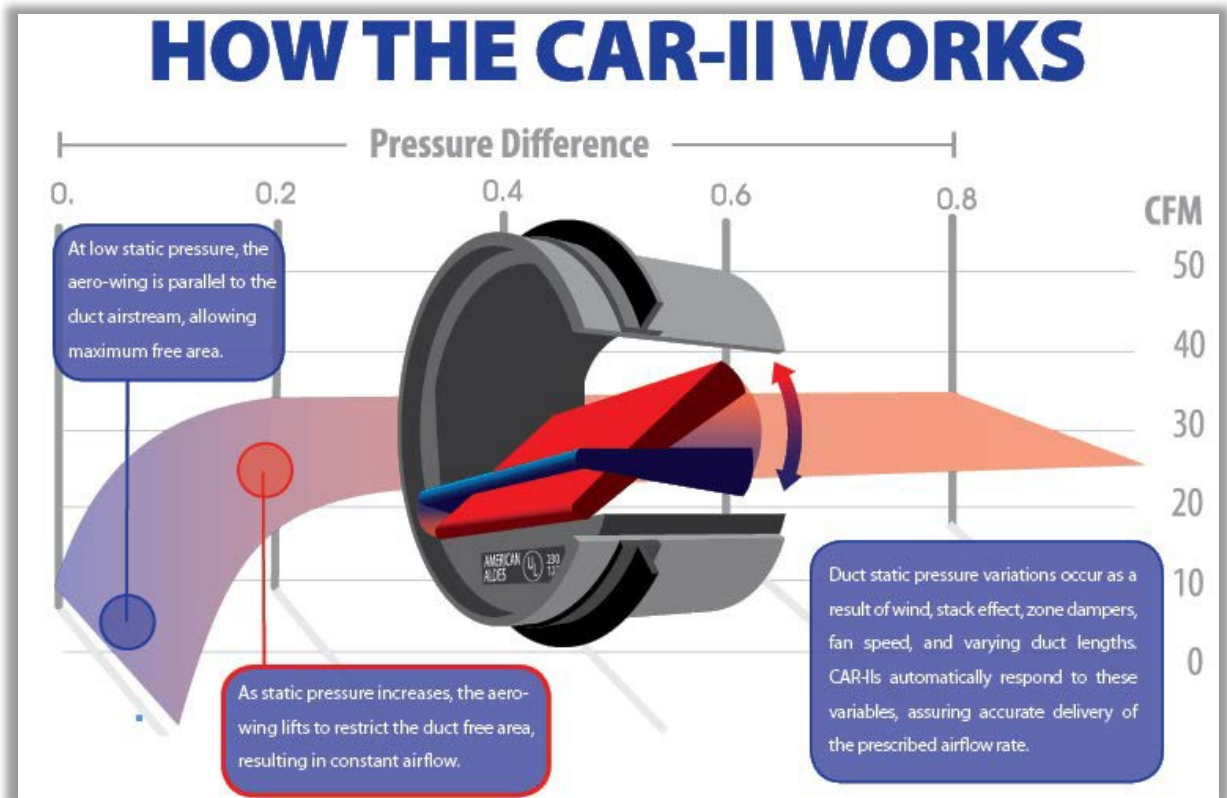 HOW THE CAR-II WORKS
Pressure Difference
0.
0.2
0.4
0.6
0.8
CFM
50
40
30
20
10
0
At low static pressure, the
aero-wing is parallel to the
duct airstream, allowing
maximum free area.
AMERICAN
ALDES
UL
As static pressure increases, the aero-
wing lifts to restrict the duct free area,
resulting in constant airflow.
Duct static pressure variations occur as a
result of wind, stack effect, zone dampers,
fan speed, and varying duct lengths.
CAR-IIs automatically respond to these
variables, assuring accurate delivery of
the prescribed airflow rate.